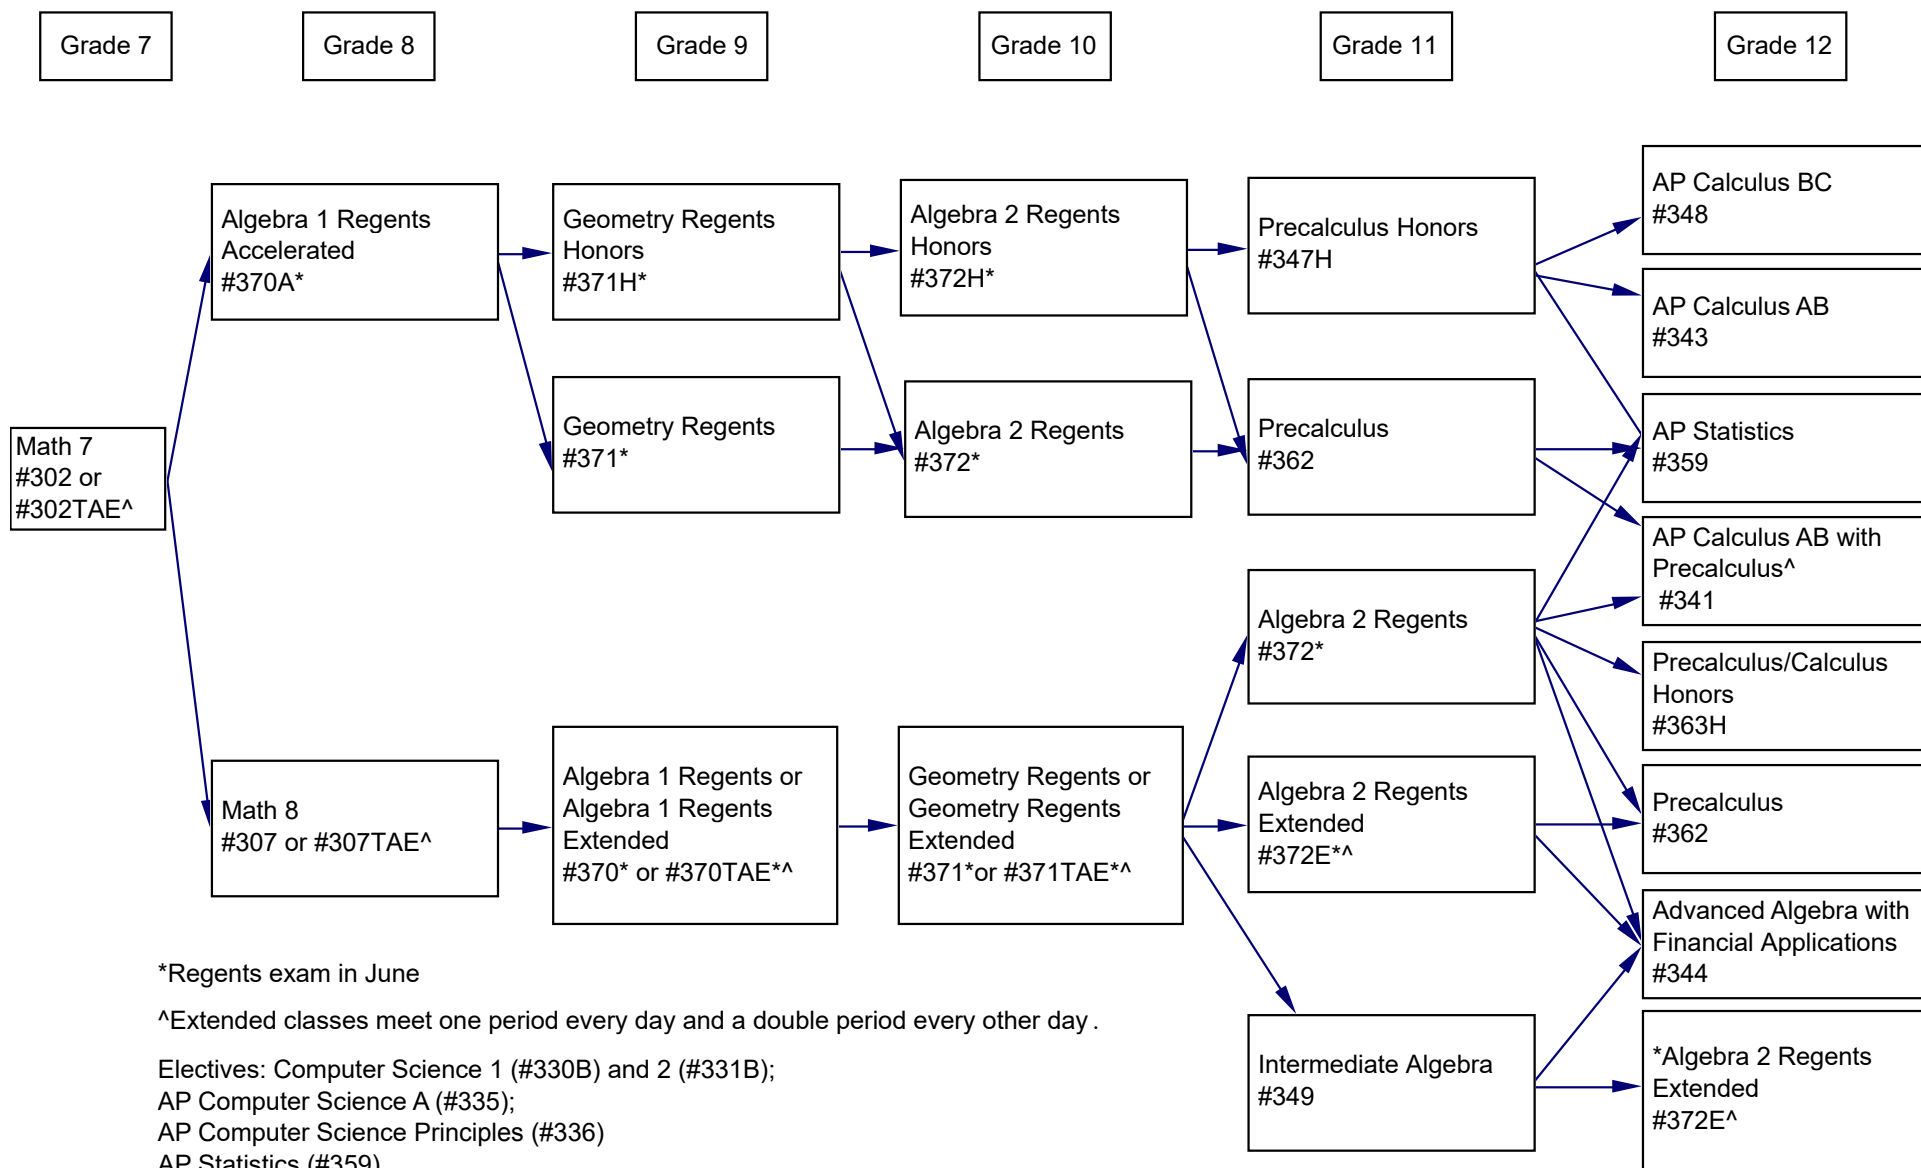 Grade 7
Grade 8
Grade 9
Grade 10
Grade 11
Grade 12
Math 7
#302 or
#302TAE^
Algebra 1 Regents
Accelerated
#370A*
Math 8
#307 or #307TAE^
Geometry Regents
Honors
#371H*
Geometry Regents
#371*
Algebra 1 Regents or
Algebra 1 Regents
Extended
#370* or #370TAE*^
Algebra 2 Regents
Honors
#372H*
Algebra 2 Regents
#372*
Geometry Regents or
Geometry Regents
Extended
#371*or #371TAE*^
Precalculus Honors
#347H
Precalculus
#362
Algebra 2 Regents
#372*
Algebra 2 Regents
Extended
#372E*^
Intermediate Algebra
#349
AP Calculus BC
#348
AP Calculus AB
#343
AP Statistics
#359
AP Calculus AB with
Precalculus^
#341
Precalculus/Calculus
Honors
#363H
Precalculus
#362
Advanced Algebra with
Financial Applications
#344
*Algebra 2 Regents
Extended
#372E^
*Regents exam in June
^Extended classes meet one period every day and a double period every other day.
Electives: Computer Science 1 (#330B) and 2 (#331B);
AP Computer Science A (#335);
AP Computer Science Principles (#336)
AP Statistics (#359)